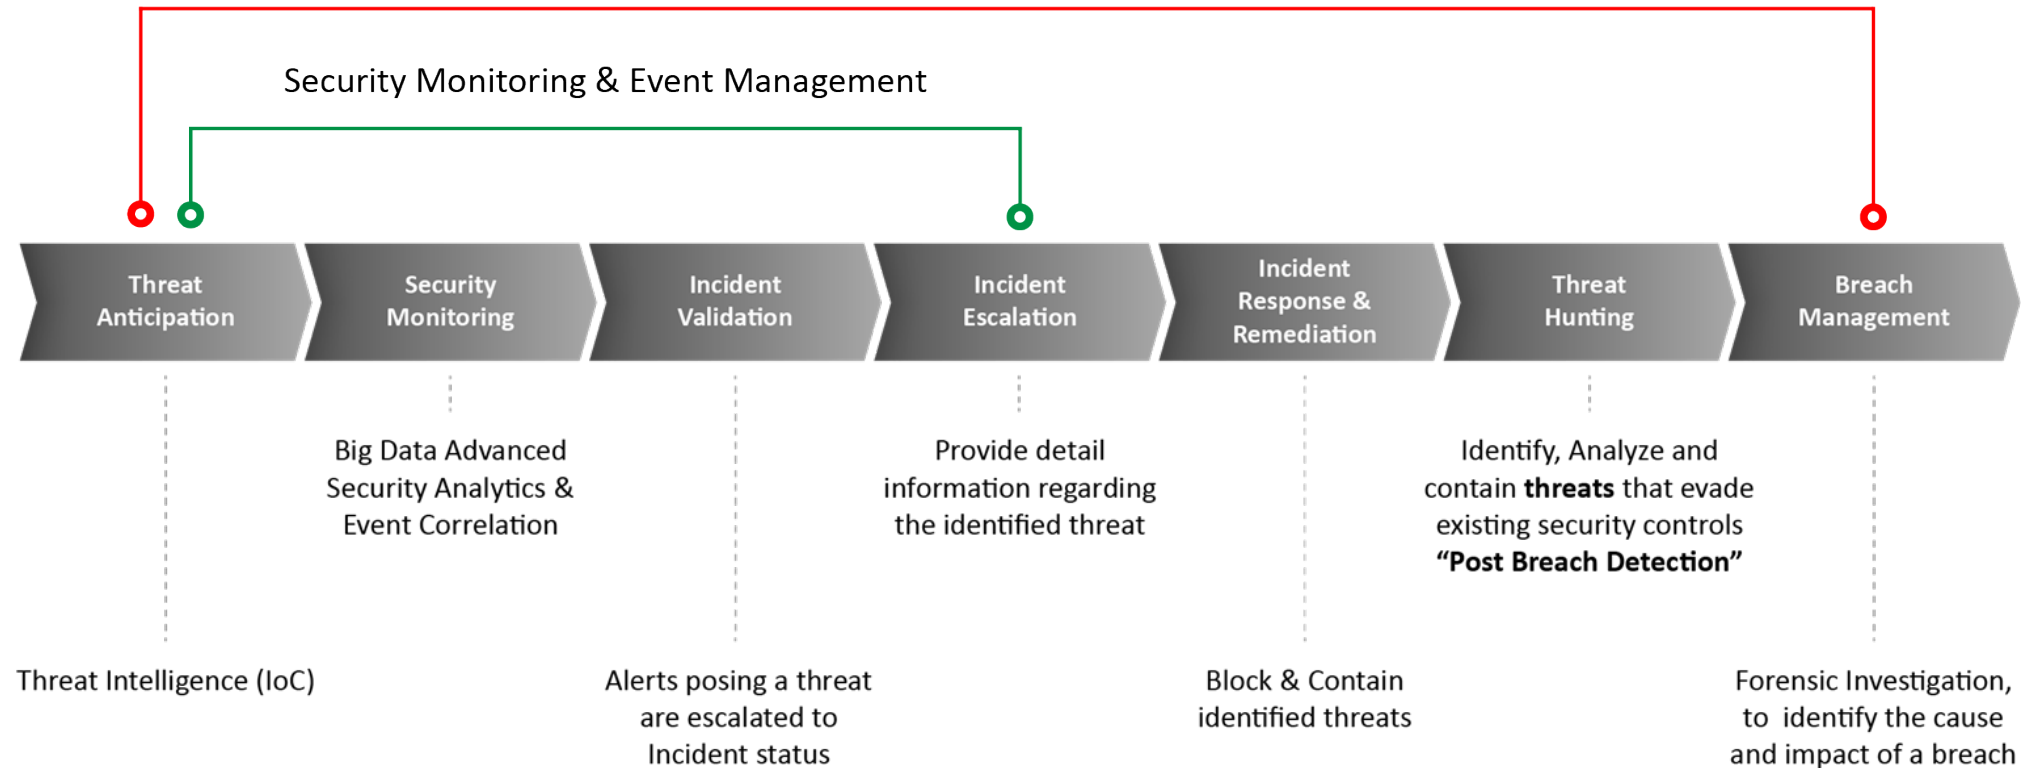 Security Monitoring & Event Management
Threat
Anticipation
Security
Monitoring
Incident
Validation
Incident
Escalation
Incident
Response &
Remediation
Threat
Hunting
Breach
Management
Big Data Advanced
Security Analytics &
Event Correlation
Provide detail
information regarding
the identified threat
Identify, Analyze and
contain threats that evade
existing security controls
“Post Breach Detection”
Threat Intelligence (IoC)
Alerts posing a threat
are escalated to
Incident status
Block & Contain
identified threats
Forensic Investigation,
to identify the cause
and impact of a breach